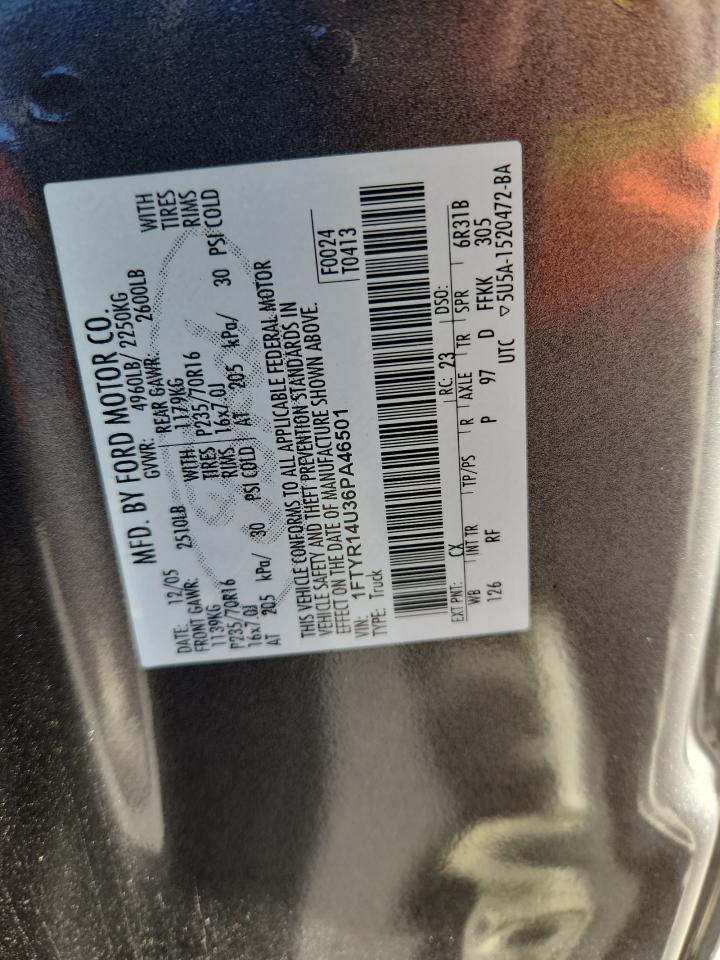 MFD. BY FORD MOTOR CO.
DATE: 12/05 GVWR: 4960LB/ 2250KG
FRONT GAWR: 2510LB REAR GAWR: 2600LB
1139KG WITH 1179KG WITH
P235/70R16 TIRES P235/70R16 TIRES
16x7.0J RIMS 16x7.0J RIMS
AT 205 kPa/ 30 PSI COLD AT 205 kPa/ 30 PSI COLD
THIS VEHICLE CONFORMS TO ALL APPLICABLE FEDERAL MOTOR
VEHICLE SAFETY AND THEFT PREVENTION STANDARDS IN
EFFECT ON THE DATE OF MANUFACTURE SHOWN ABOVE.
VIN: 1FTYR14U36PA46501 F0024
TYPE: Truck T0413
EXT PNT: CX RC: 23 DSO:
WB INT TR TP/PS R AXLE TR SPR 6R31B
126 RF P 97 D FFKK 305
UTC ▽5U5A-1520472-BA